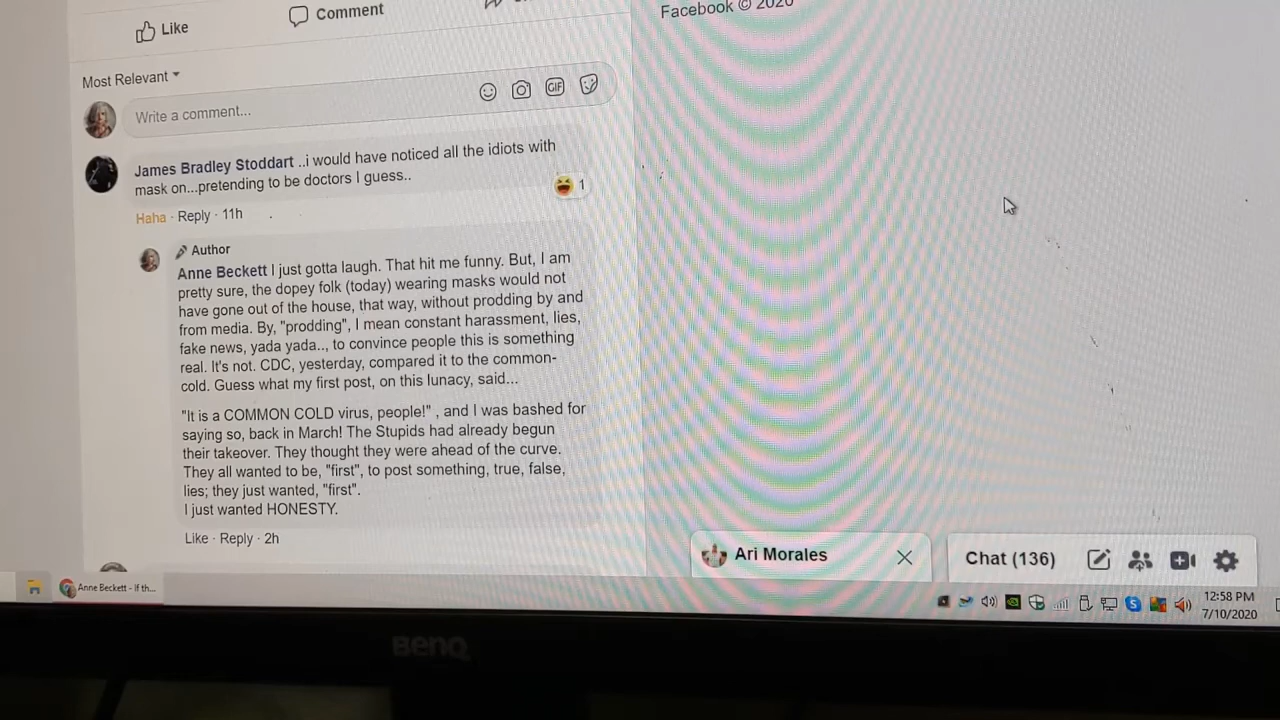 Facebook © 2020
Like
Comment
Most Relevant
Write a comment...
GIF
James Bradley Stoddart ..i would have noticed all the idiots with
mask on...pretending to be doctors I guess..
1
Haha · Reply · 11h
Author
Anne Beckett I just gotta laugh. That hit me funny. But, I am
pretty sure, the dopey folk (today) wearing masks would not
have gone out of the house, that way, without prodding by and
from media. By, "prodding", I mean constant harassment, lies,
fake news, yada yada.., to convince people this is something
real. It's not. CDC, yesterday, compared it to the common-
cold. Guess what my first post, on this lunacy, said...
"It is a COMMON COLD virus, people!" , and I was bashed for
saying so, back in March! The Stupids had already begun
their takeover. They thought they were ahead of the curve.
They all wanted to be, "first", to post something, true, false,
lies; they just wanted, "first".
I just wanted HONESTY.
Like · Reply · 2h
Ari Morales
Chat (136)
Anne Beckett - If th...
12:58 PM
7/10/2020
BenQ